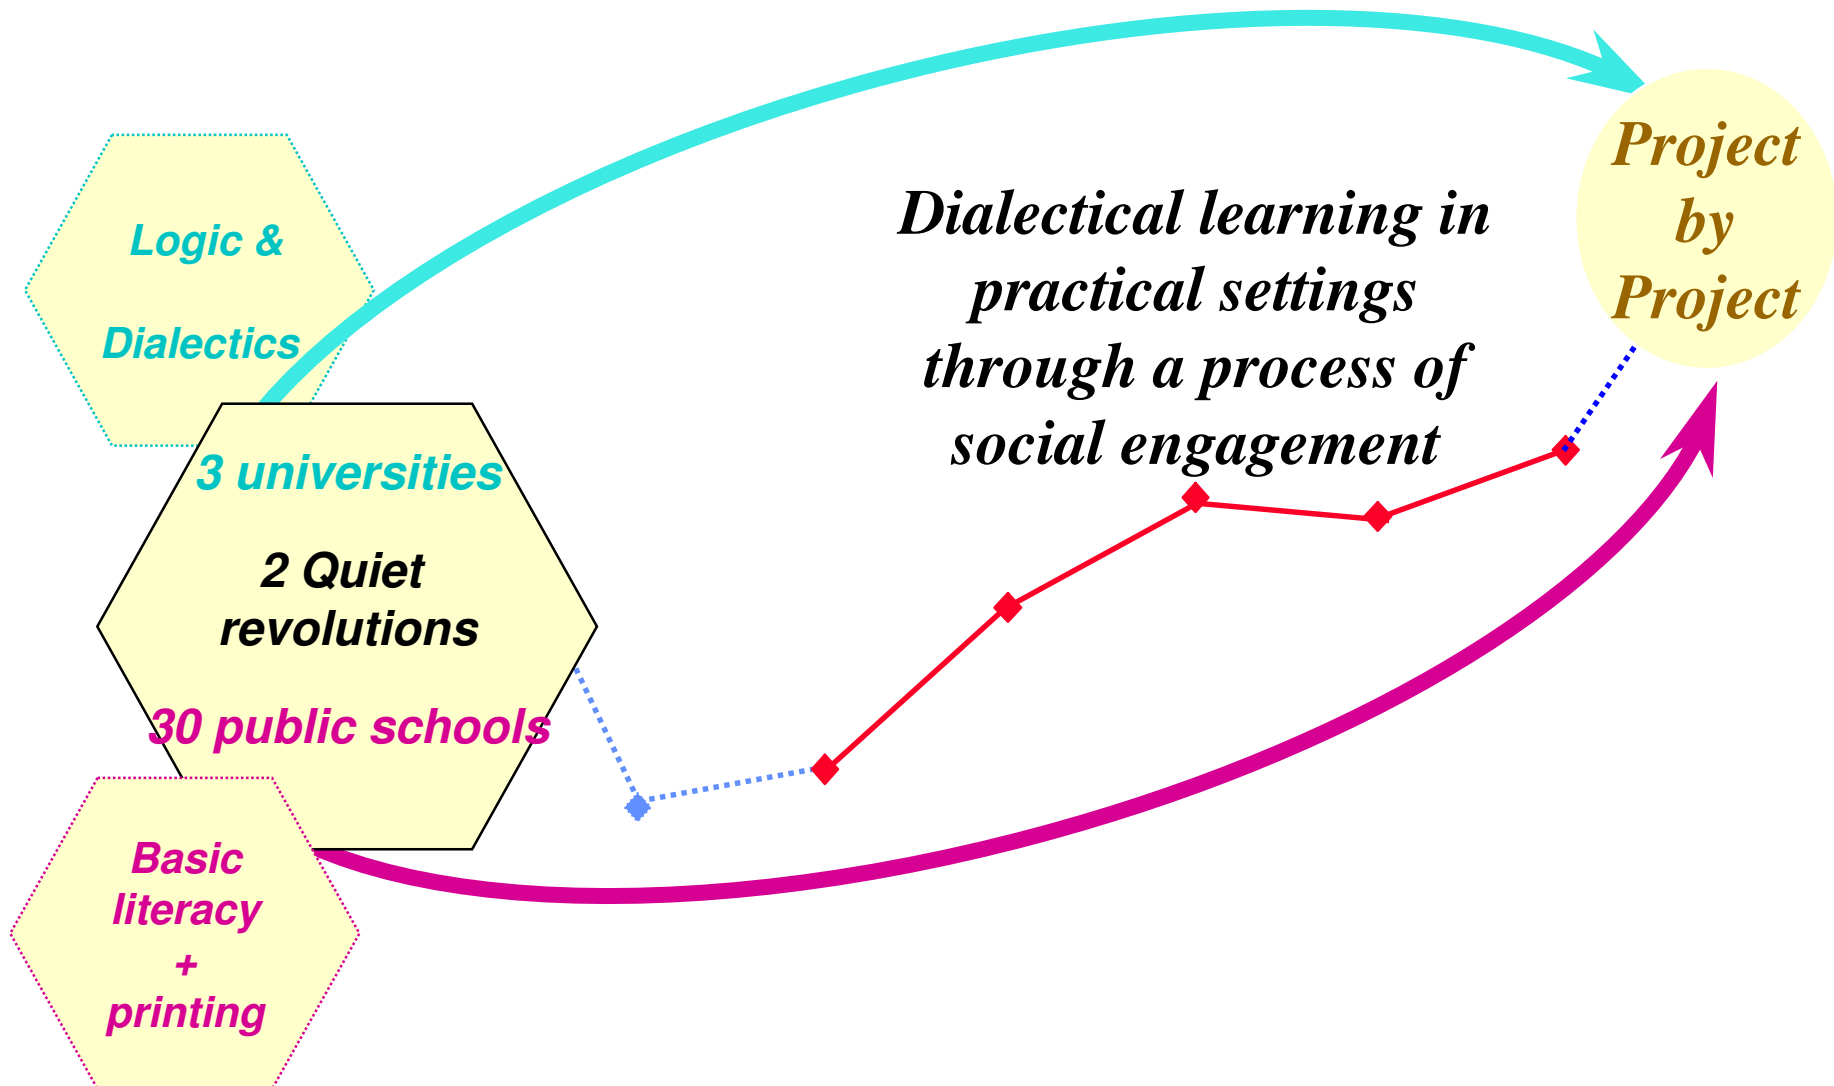 Logic &
Dialectics
3 universities
2 Quiet
revolutions
30 public schools
Basic
literacy
+
printing
Dialectical learning in
practical settings
through a process of
social engagement
Project
by
Project